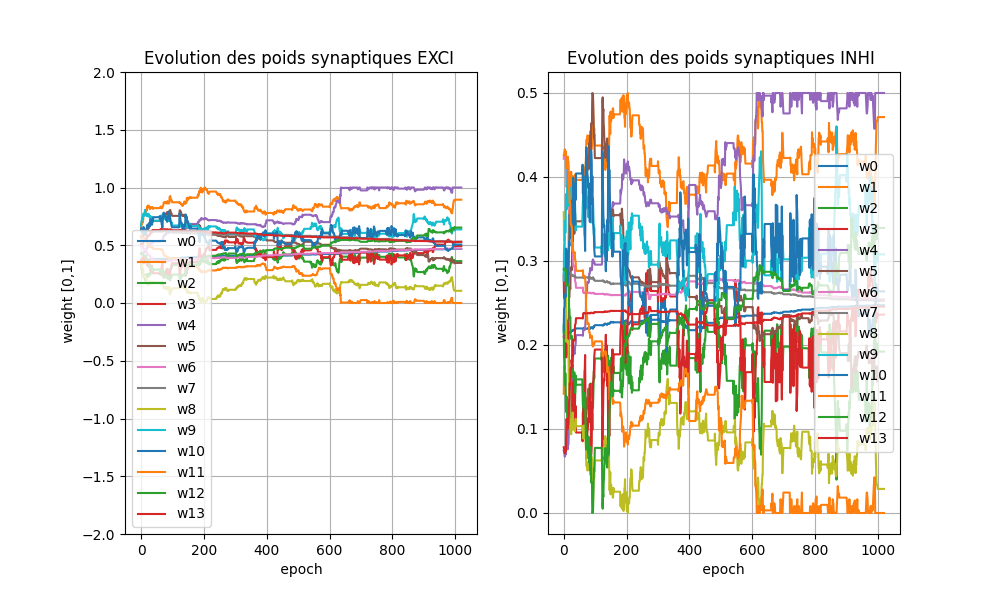 Evolution des poids synaptiques EXCI
weight [0,1]
2.0
1.5
1.0
0.5
0.0
−0.5
−1.0
−1.5
−2.0
w0
w1
w2
w3
w4
w5
w6
w7
w8
w9
w10
w11
w12
w13
0 200 400 600 800 1000
epoch
Evolution des poids synaptiques INHI
weight [0,1]
0.5
0.4
0.3
0.2
0.1
0.0
w0
w1
w2
w3
w4
w5
w6
w7
w8
w9
w10
w11
w12
w13
0 200 400 600 800 1000
epoch